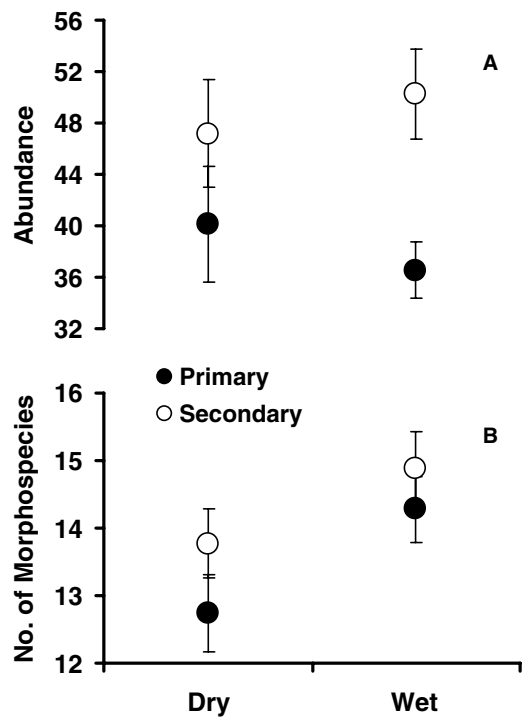 A
Abundance
56
52
48
44
40
36
32
Primary
Secondary
B
No. of Morphospecies
16
15
14
13
12
Dry Wet